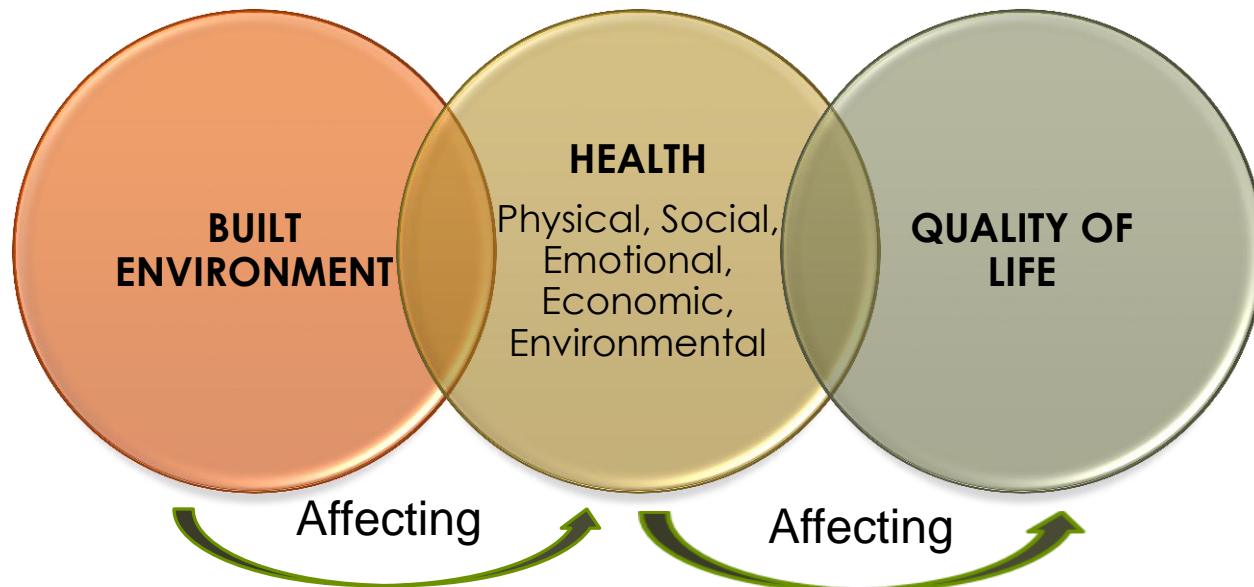 BUILT
ENVIRONMENT
HEALTH
Physical, Social,
Emotional,
Economic,
Environmental
QUALITY OF
LIFE
Affecting
Affecting